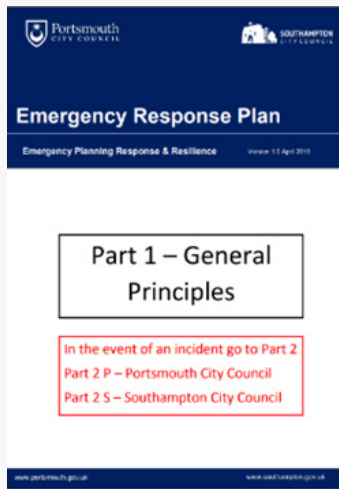 Portsmouth
CITY COUNCIL
SOUTHAMPTON
CITY COUNCIL
Emergency Response Plan
Emergency Planning Response & Resilience
April
Part 1 – General
Principles
In the event of an incident go to Part 2
Part 2 P – Portsmouth City Council
Part 2 S – Southampton City Council
www.portsmouth.gov.uk
www.southampton.gov.uk